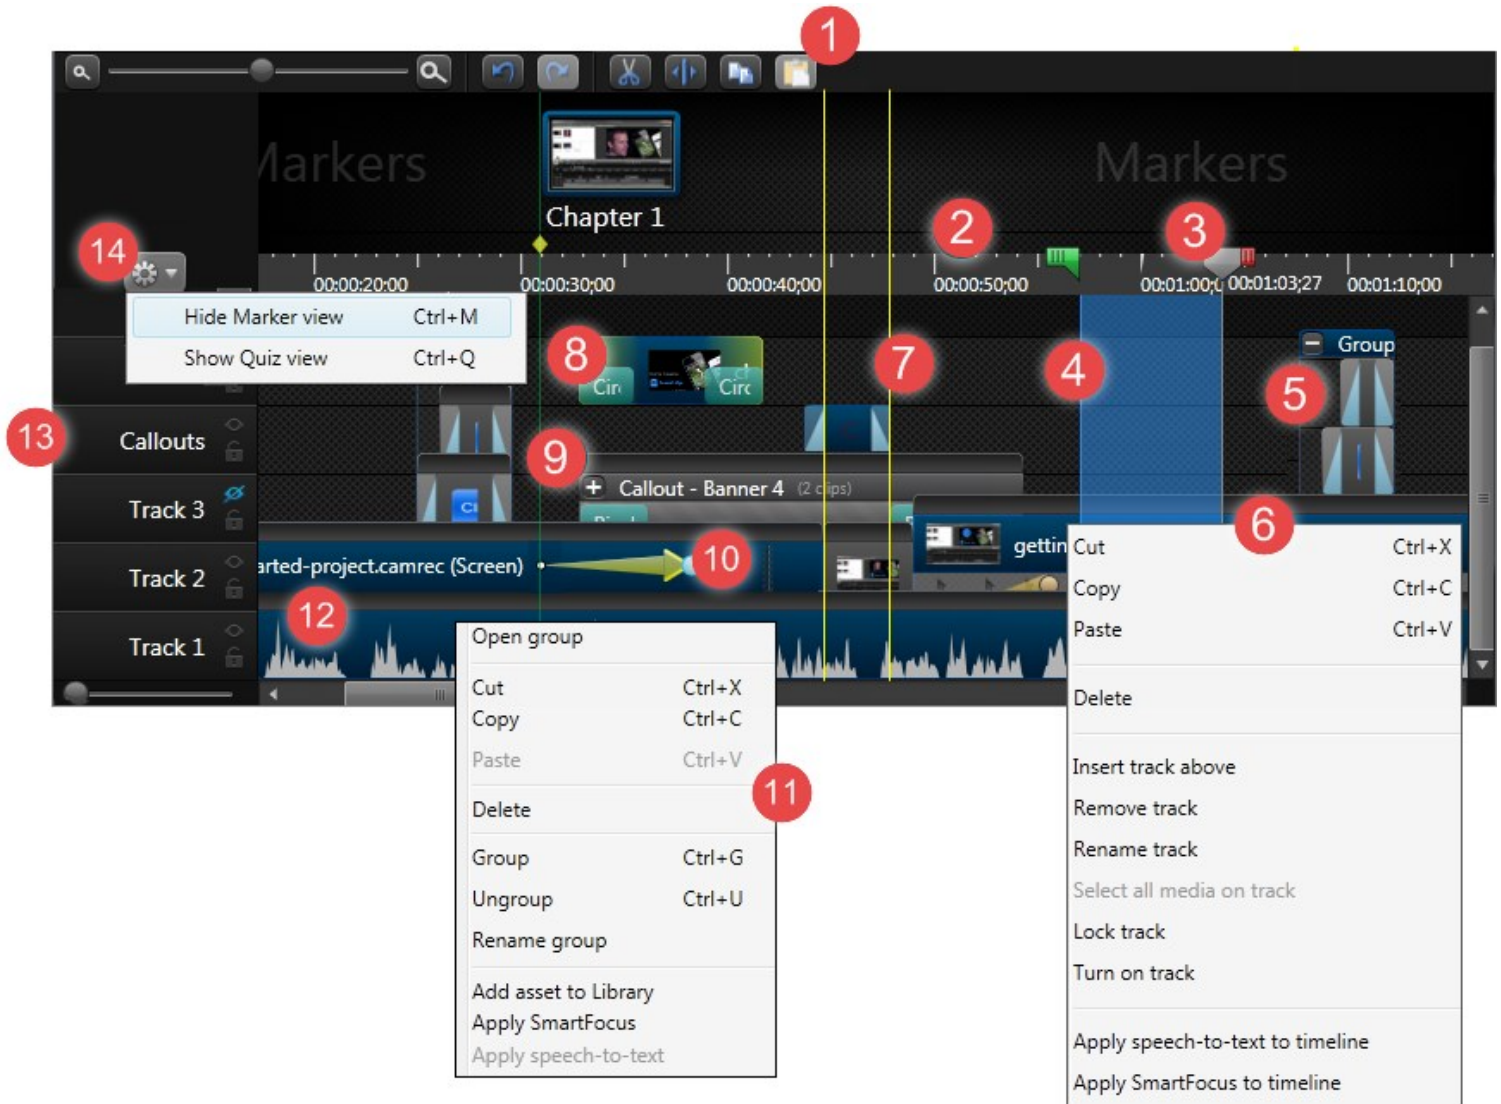 1
Markers
Markers
Chapter 1
14
2
3
00:00:20;00
00:00:30;00
00:00:40;00
00:00:50;00
00:01:00;
00:01:03;27
00:01:10;00
Hide Marker view Ctrl+M
Show Quiz view Ctrl+Q
8
7
4
5
Group
Cir
Circ
13
Callouts
9
Callout - Banner 4 (2 clips)
Track 3
6
Track 2
arted-project.camrec (Screen)
10
gettin
12
Track 1
Open group
Cut Ctrl+X
Copy Ctrl+C
Paste Ctrl+V
11
Delete
Group Ctrl+G
Ungroup Ctrl+U
Rename group
Add asset to Library
Apply SmartFocus
Apply speech-to-text
Cut Ctrl+X
Copy Ctrl+C
Paste Ctrl+V
Delete
Insert track above
Remove track
Rename track
Select all media on track
Lock track
Turn on track
Apply speech-to-text to timeline
Apply SmartFocus to timeline